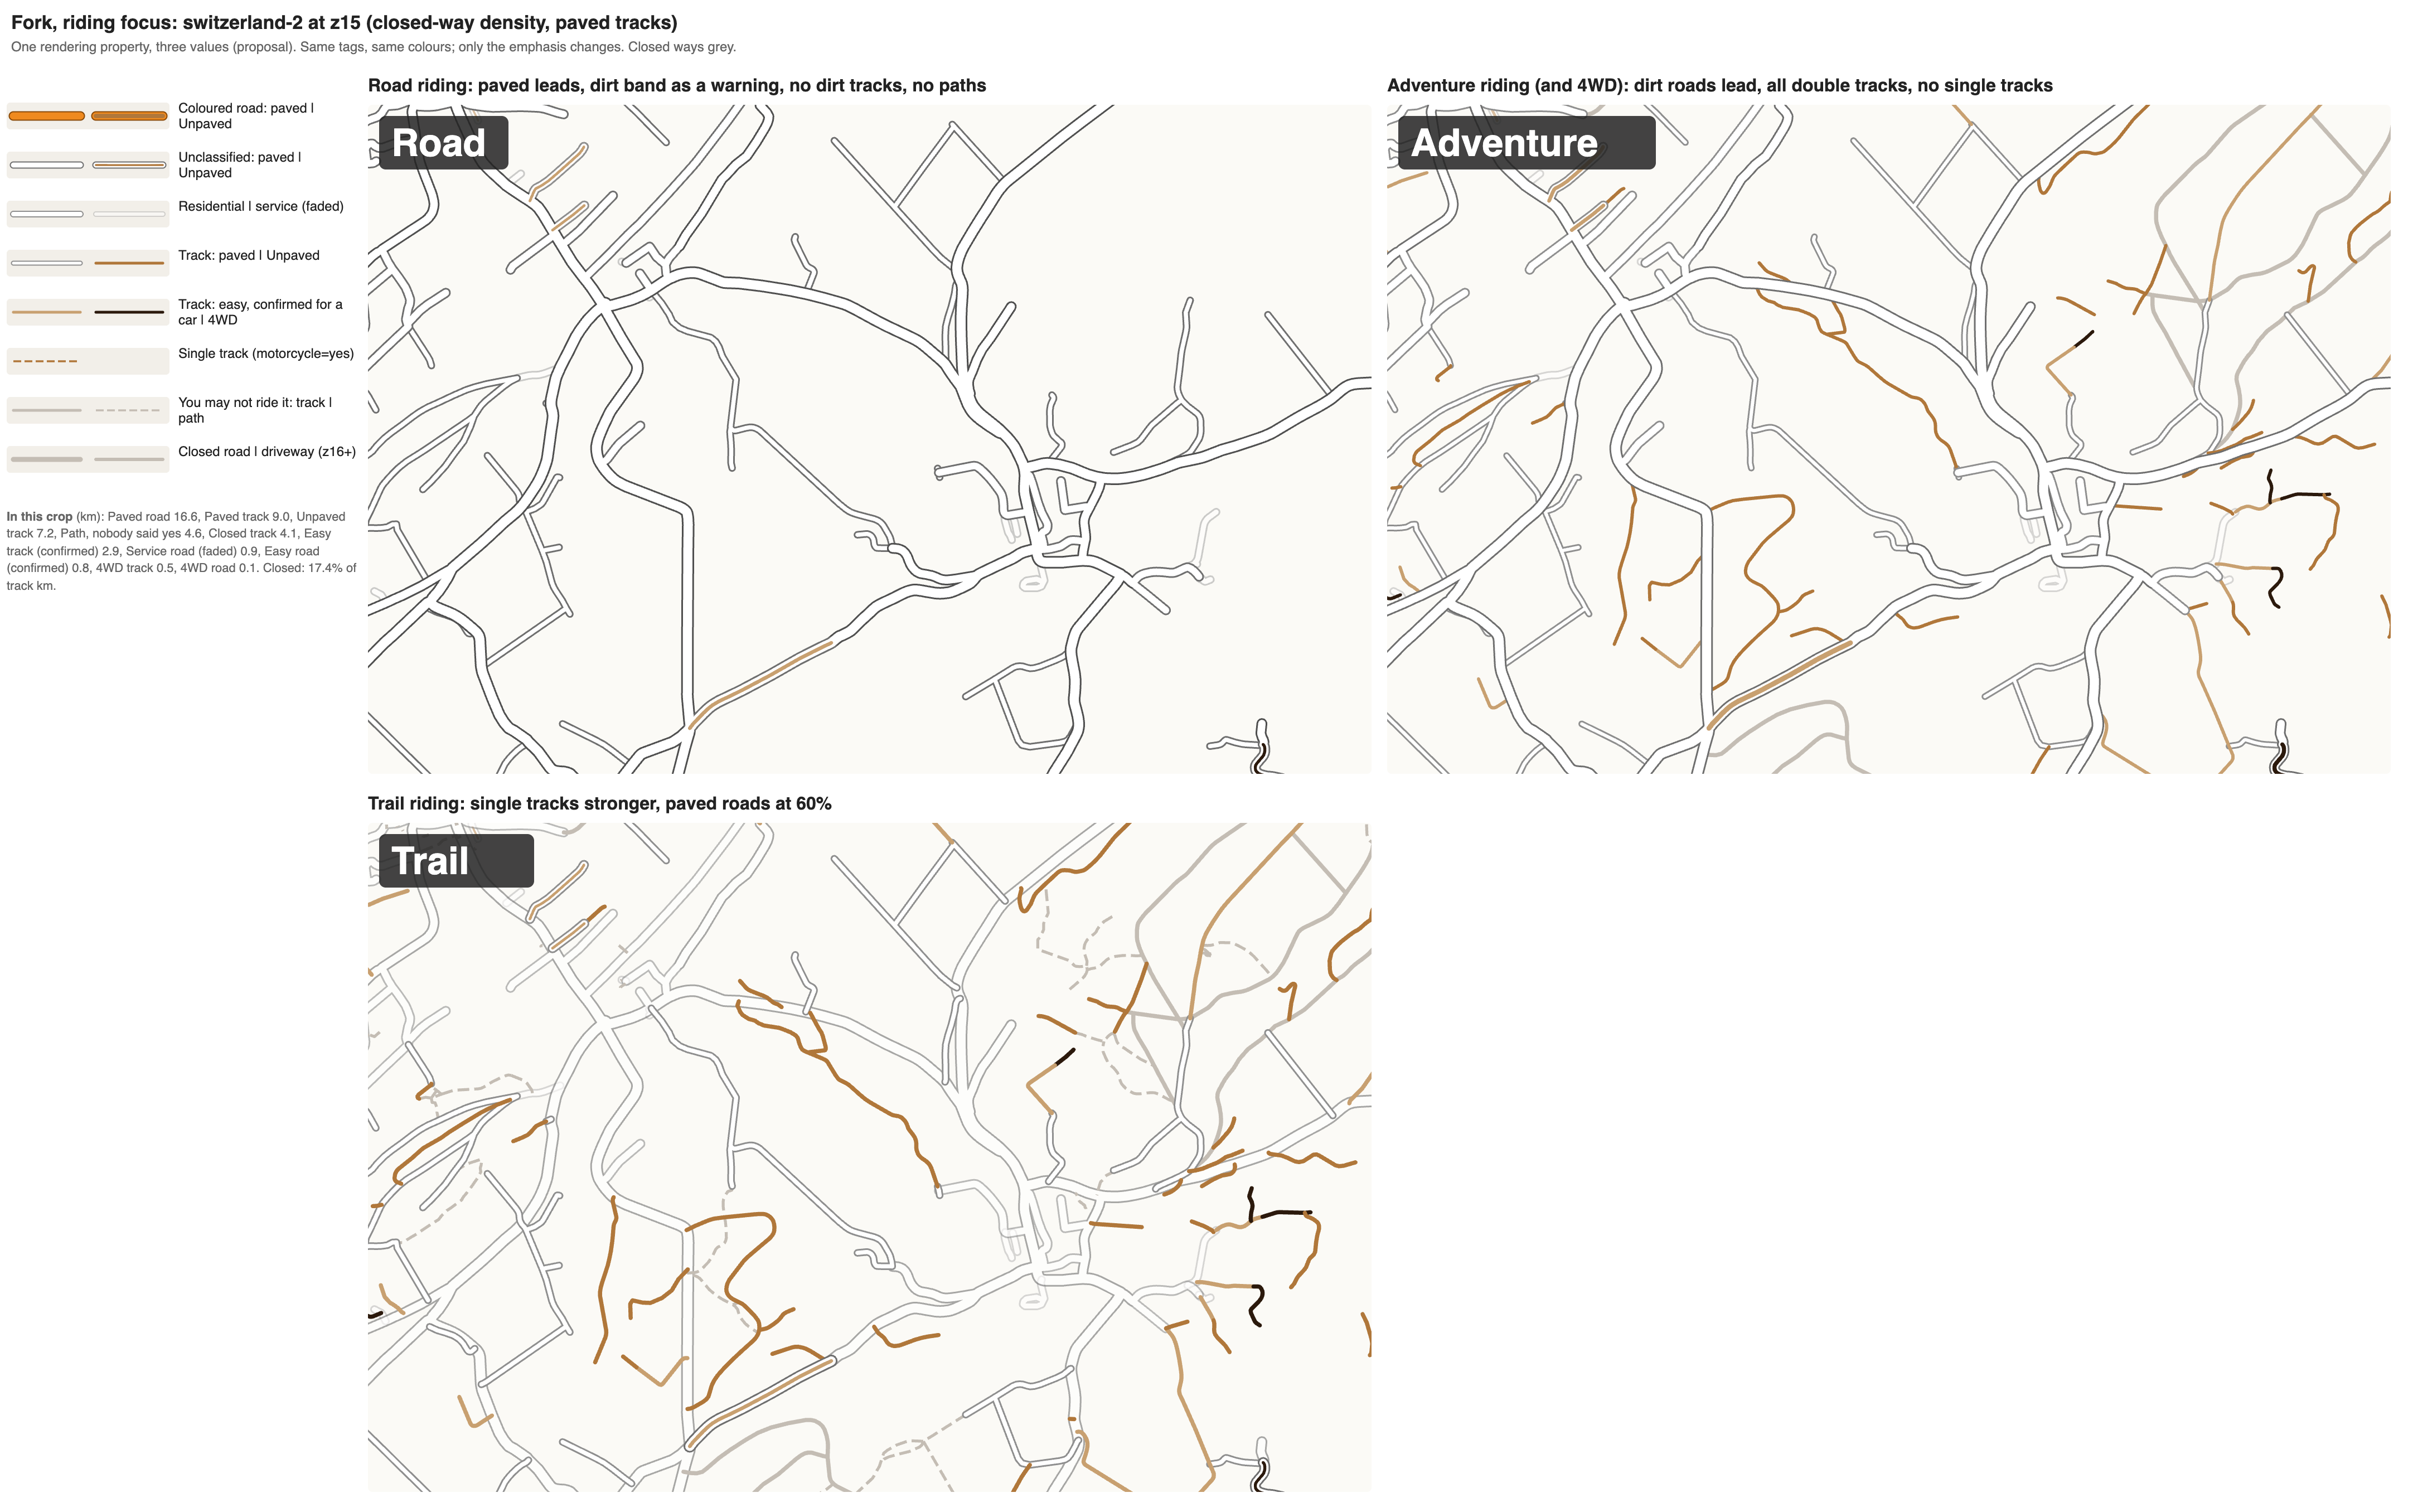 Fork, riding focus: switzerland-2 at z15 (closed-way density, paved tracks)
One rendering property, three values (proposal). Same tags, same colours; only the emphasis changes. Closed ways grey.
Coloured road: paved |
Unpaved
Unclassified: paved |
Unpaved
Residential | service (faded)
Track: paved | Unpaved
Track: easy, confirmed for a
car | 4WD
Single track (motorcycle=yes)
You may not ride it: track |
path
Closed road | driveway (z16+)
In this crop (km): Paved road 16.6, Paved track 9.0, Unpaved
track 7.2, Path, nobody said yes 4.6, Closed track 4.1, Easy
track (confirmed) 2.9, Service road (faded) 0.9, Easy road
(confirmed) 0.8, 4WD track 0.5, 4WD road 0.1. Closed: 17.4% of
track km.
Road riding: paved leads, dirt band as a warning, no dirt tracks, no paths
Road
Adventure riding (and 4WD): dirt roads lead, all double tracks, no single tracks
Adventure
Trail riding: single tracks stronger, paved roads at 60%
Trail